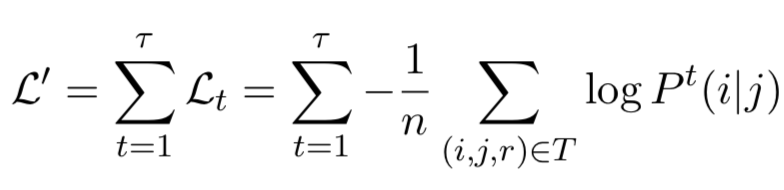 $\mathcal{L}' = \sum_{t=1}^{\tau} \mathcal{L}_t = \sum_{t=1}^{\tau} -\frac{1}{n} \sum_{(i,j,r) \in T} \log P^t(i|j)$